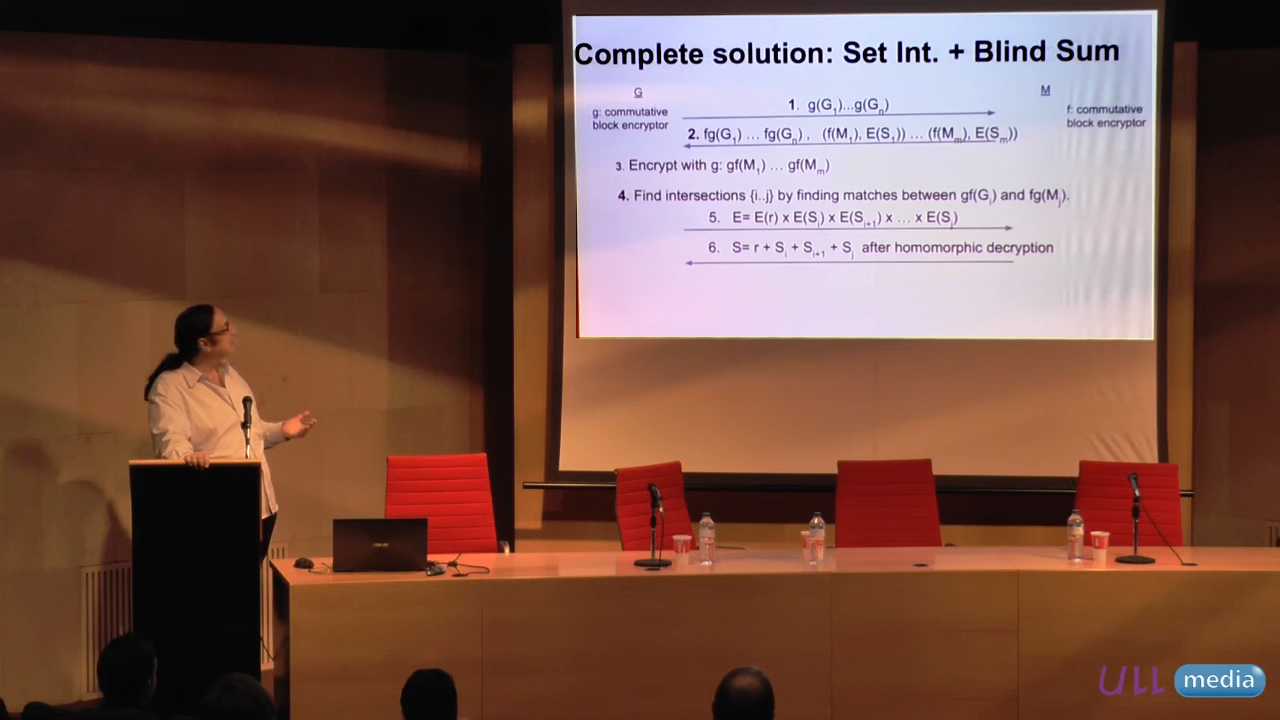 Complete solution: Set Int. + Blind Sum
G
M
g: commutative
block encryptor
1. g(G₁)...g(Gₙ)
f: commutative
block encryptor
2. fg(G₁) ... fg(Gₙ) , (f(M₁), E(S₁)) ... (f(Mₘ), E(Sₘ))
3. Encrypt with g: gf(M₁) ... gf(Mₘ)
4. Find intersections {i..j} by finding matches between gf(Gᵢ) and fg(Mⱼ).
5. E= E(r) x E(Sᵢ) x E(Sᵢ₊₁) x ... x E(Sⱼ)
6. S= r + Sᵢ + Sᵢ₊₁ + Sⱼ after homomorphic decryption
ASUS
ULL media